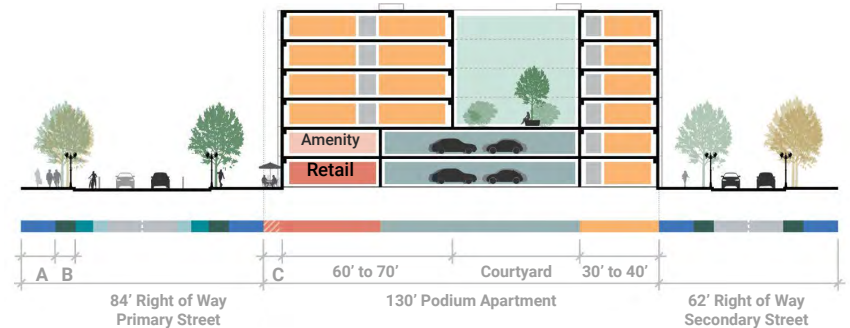 Amenity
Retail
A B C 60’ to 70’ Courtyard 30’ to 40’
84’ Right of Way
Primary Street
130’ Podium Apartment
62’ Right of Way
Secondary Street